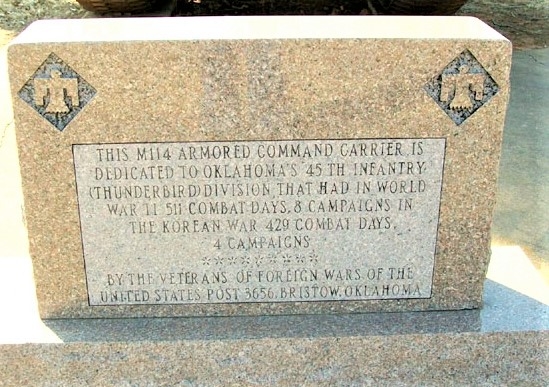 THIS M114 ARMORED COMMAND CARRIER IS
DEDICATED TO OKLAHOMA'S 45TH INFANTRY
(THUNDERBIRD) DIVISION THAT HAD IN WORLD
WAR II 511 COMBAT DAYS, 8 CAMPAIGNS IN
THE KOREAN WAR 429 COMBAT DAYS,
4 CAMPAIGNS
BY THE VETERANS OF FOREIGN WARS OF THE
UNITED STATES POST 3656, BRISTOW, OKLAHOMA